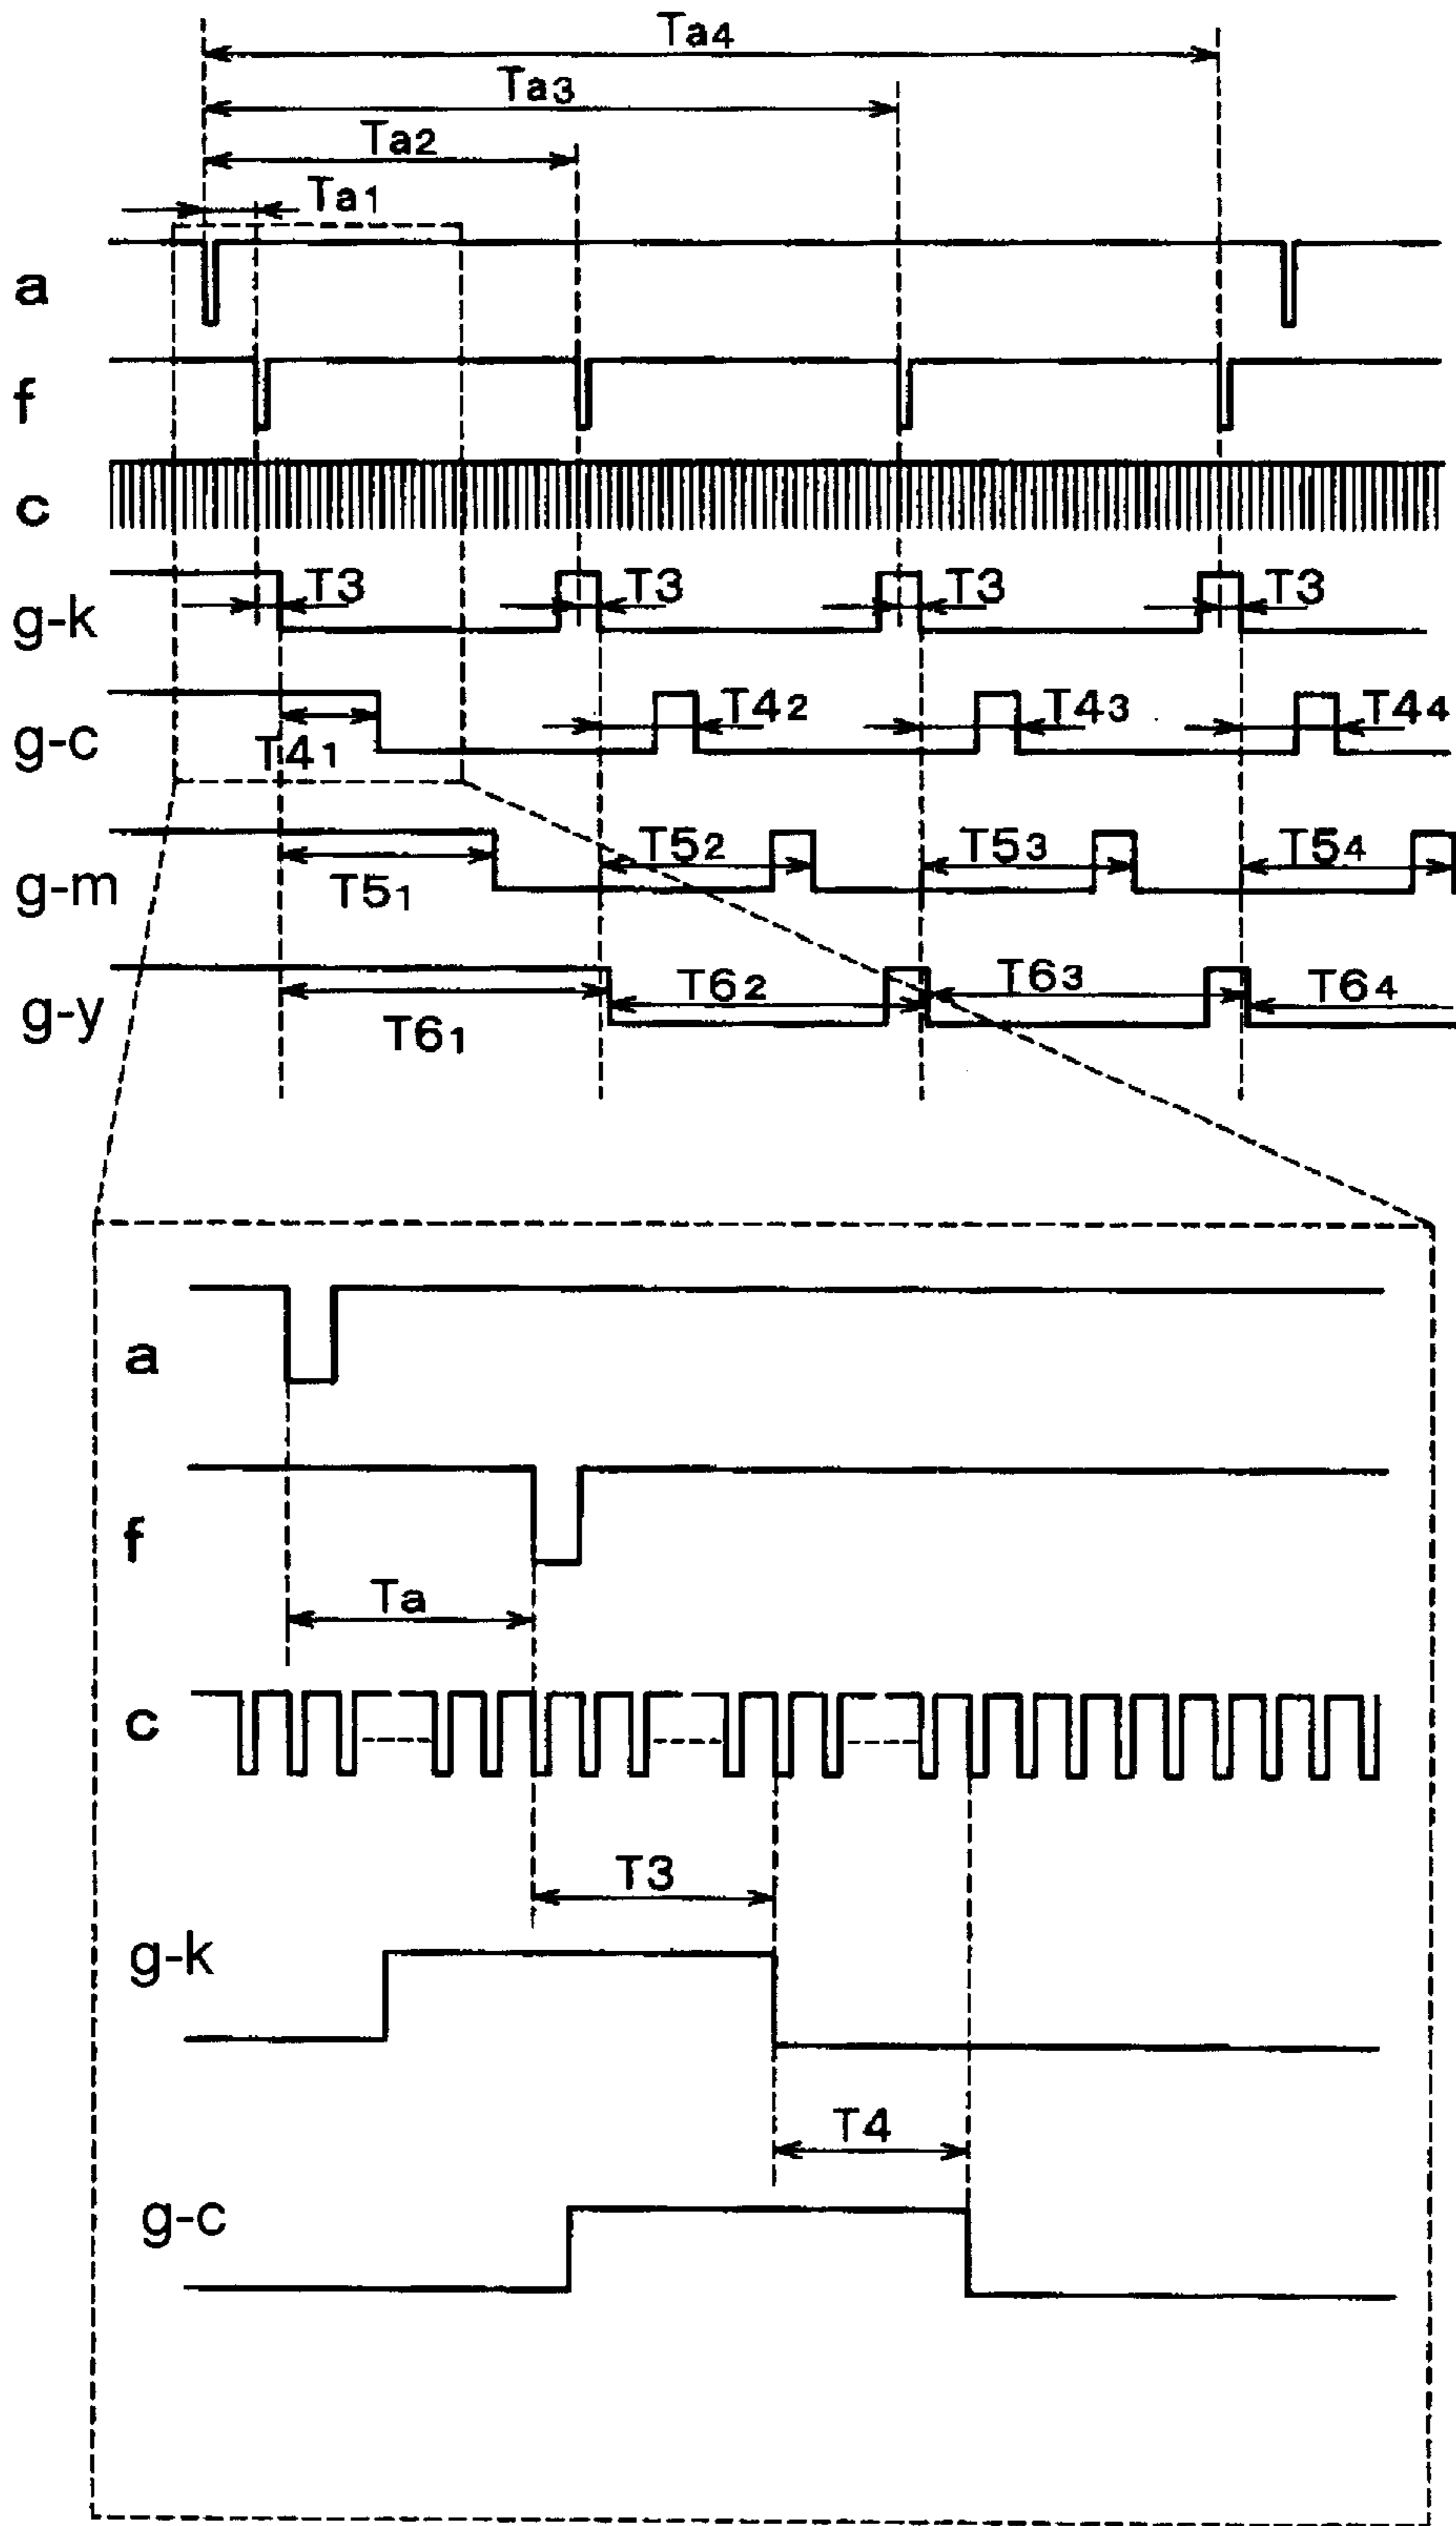 Ta4
Ta3
Ta2
Ta1
a
f
c
g-k T3 T3 T3 T3
g-c T41 T42 T43 T44
g-m T51 T52 T53 T54
g-y T61 T62 T63 T64
a
f
Ta
c
T3
g-k
T4
g-c